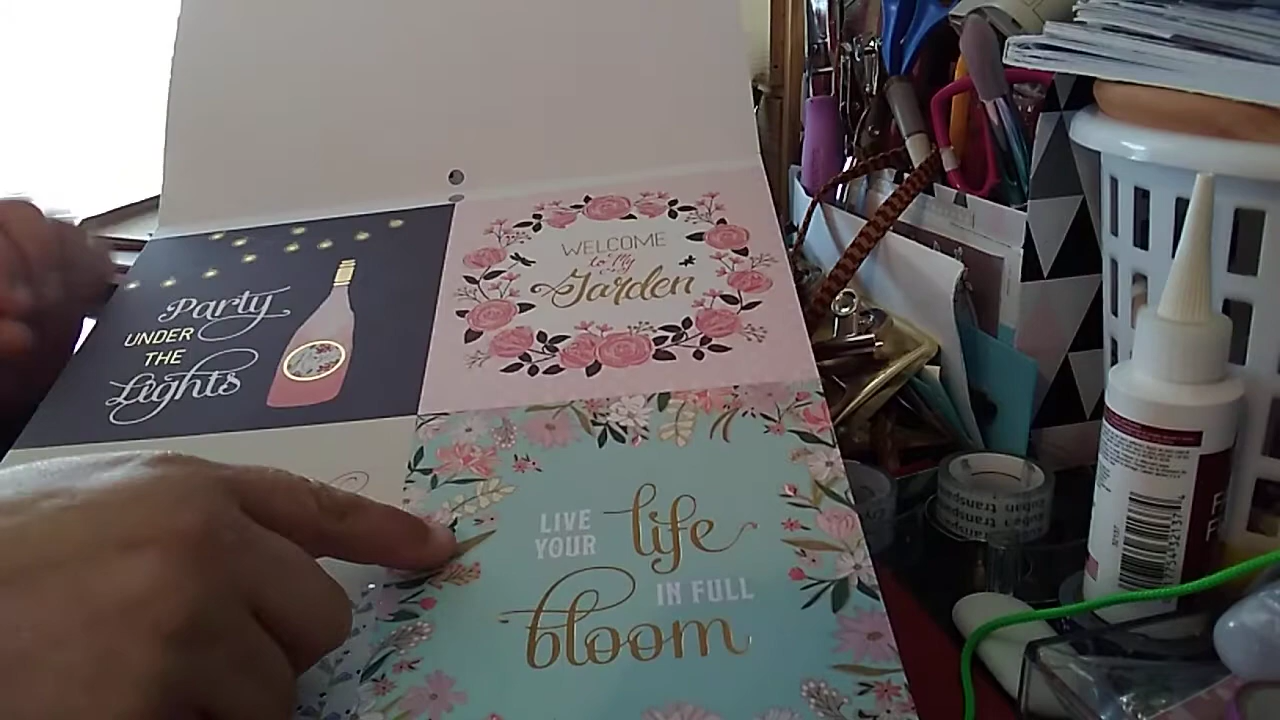 WELCOME
to My
Garden
Party
UNDER
THE
Lights
LIVE
YOUR
life
IN FULL
bloom